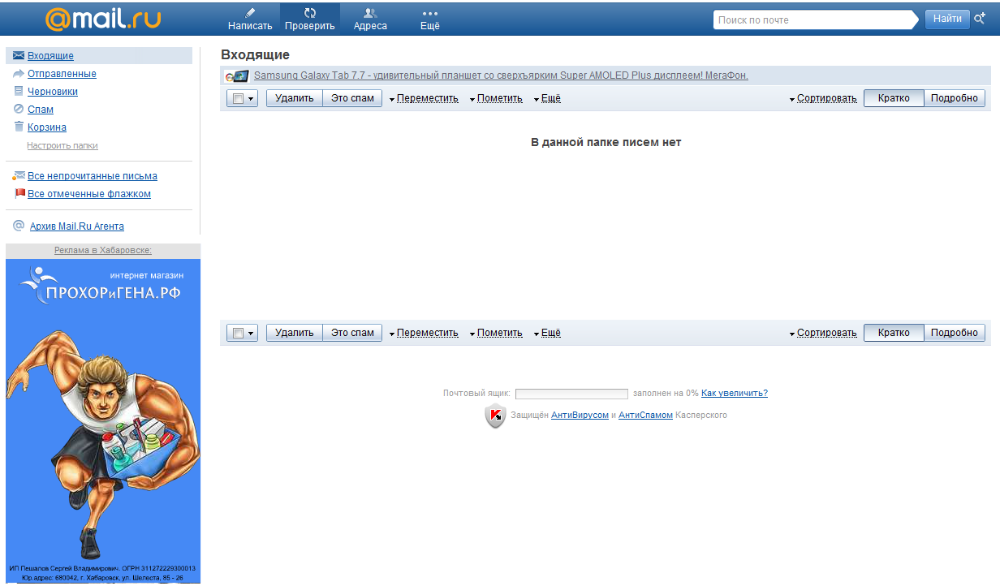 @mail.ru
Написать Проверить Адреса Ещё
Поиск по почте Найти
Входящие
Отправленные
Черновики
Спам
Корзина
Настроить папки
Все непрочитанные письма
Все отмеченные флажком
Архив Mail.Ru Агента
Реклама в Хабаровске:
интернет магазин
ПРОХОРиГЕНА.РФ
ИП Пешалов Сергей Владимирович. ОГРН 311272229300013
Юр.адрес: 680042, г. Хабаровск, ул. Шелеста, 85 - 26
Входящие
Samsung Galaxy Tab 7.7 - удивительный планшет со сверхъярким Super AMOLED Plus дисплеем! МегаФон.
Удалить Это спам Переместить Пометить Ещё Сортировать Кратко Подробно
В данной папке писем нет
Удалить Это спам Переместить Пометить Ещё Сортировать Кратко Подробно
Почтовый ящик: заполнен на 0% Как увеличить?
Защищён АнтиВирусом и АнтиСпамом Касперского